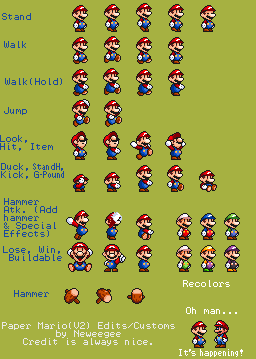 Stand
Walk
Walk(Hold)
Jump
Look,
Hit, Item
Duck, StandH,
Kick, G-Pound
Hammer
Atk. (Add
hammer
& Special
Effects)
Lose, Win,
Buildable
Recolors
Hammer
Oh man...
Paper Mario(V2) Edits/Customs
by Neweegee
Credit is always nice.
It's happening!